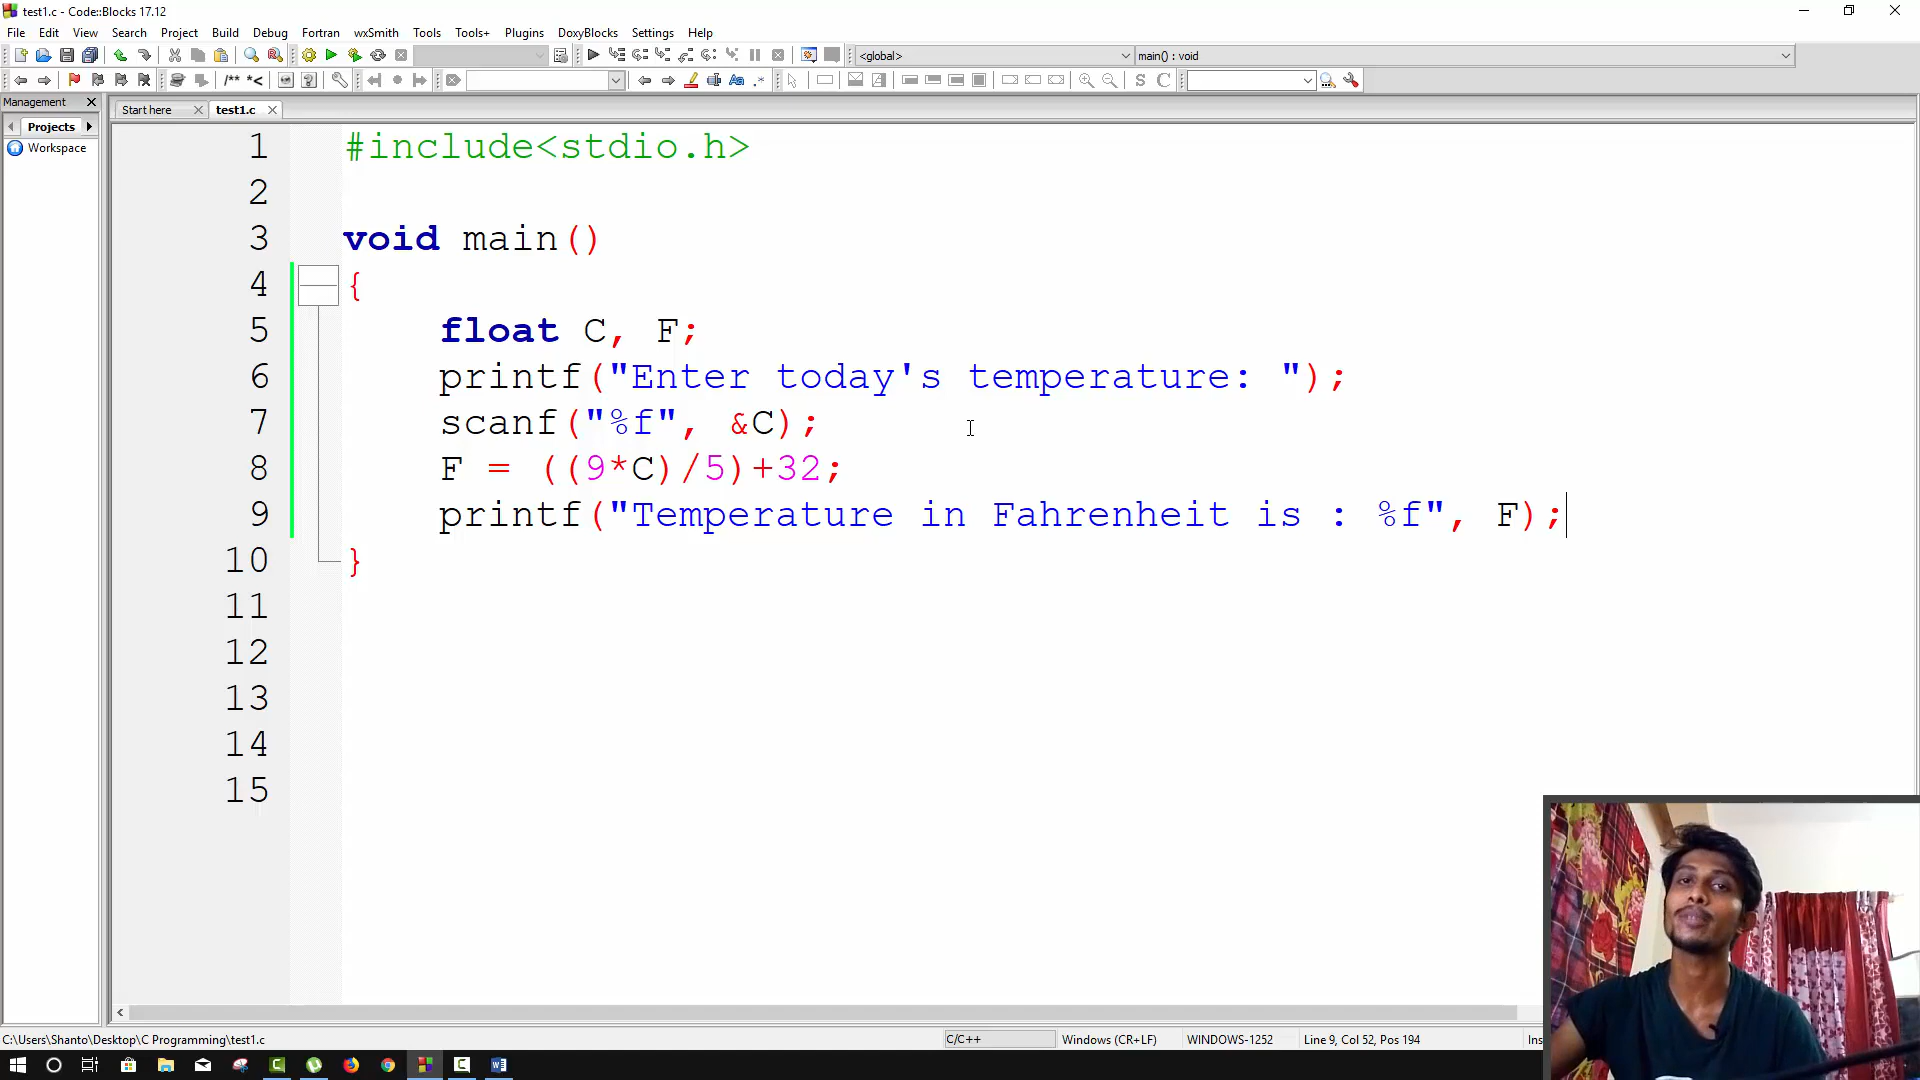 test1.c - Code::Blocks 17.12
File Edit View Search Project Build Debug Fortran wxSmith Tools Tools+ Plugins DoxyBlocks Settings Help
<global> main() : void
/** *< Aa .* S C
Management
Start here test1.c
Projects
Workspace
1 #include<stdio.h>
2
3 void main()
4 {
5 float C, F;
6 printf("Enter today's temperature: ");
7 scanf("%f", &C);
8 F = ((9*C)/5)+32;
9 printf("Temperature in Fahrenheit is : %f", F);
10 }
11
12
13
14
15
C:\Users\Shanto\Desktop\C Programming\test1.c C/C++ Windows (CR+LF) WINDOWS-1252 Line 9, Col 52, Pos 194 Ins